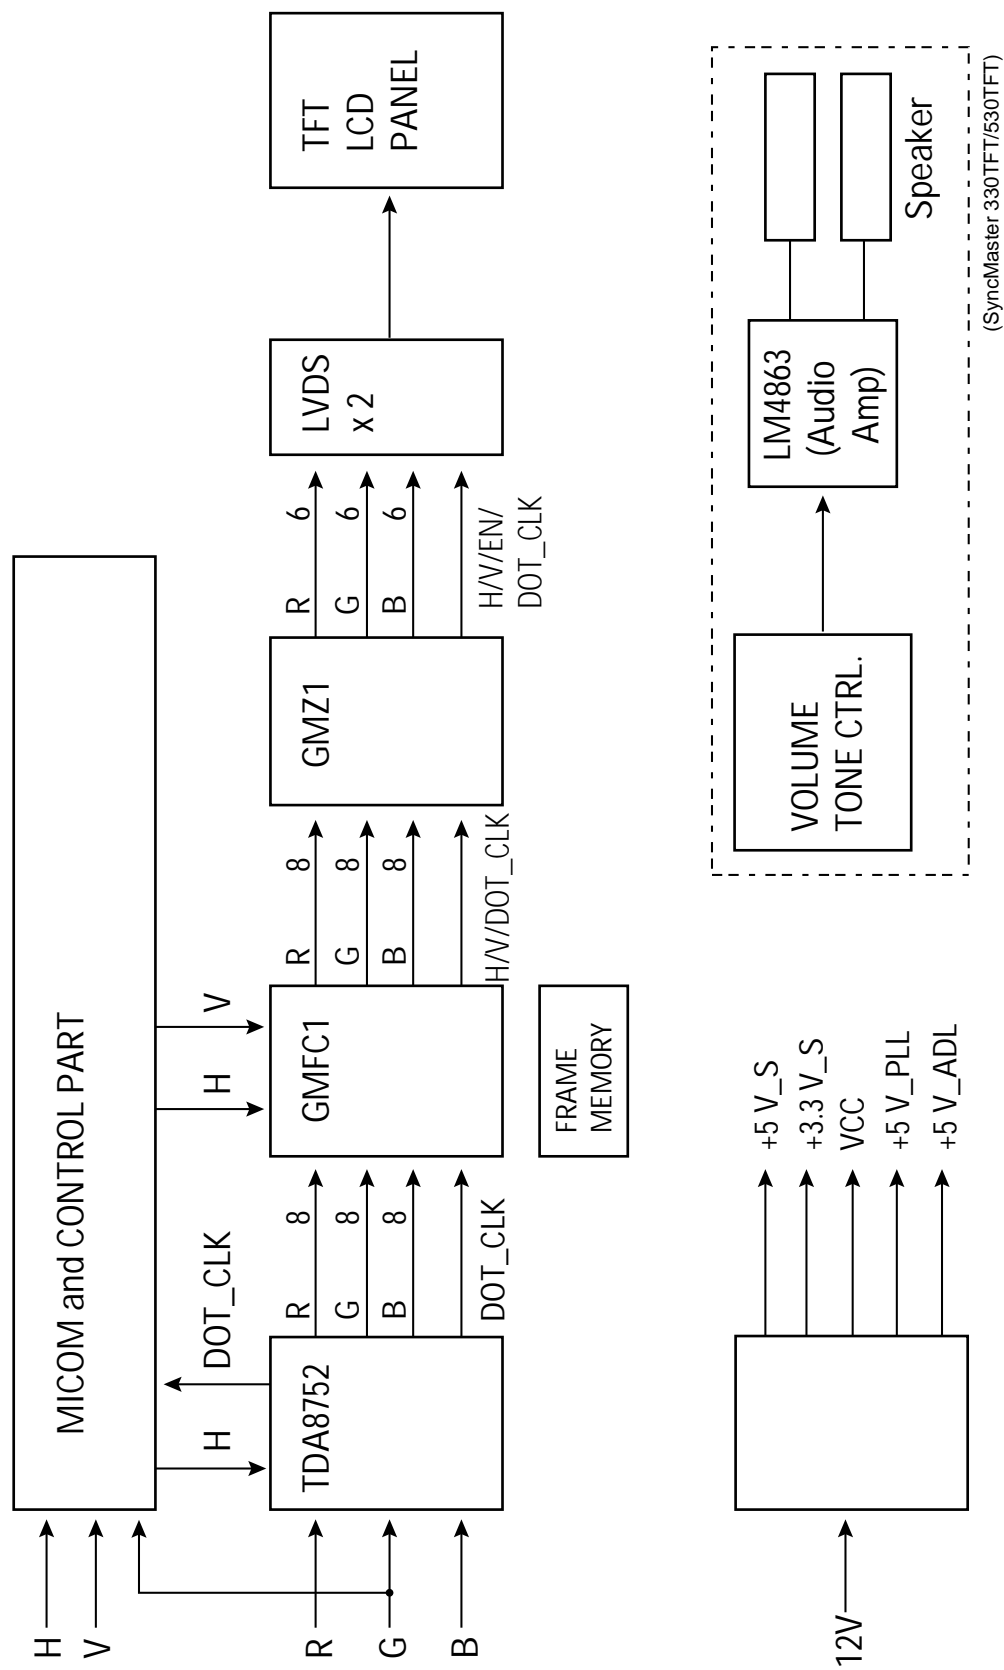 MICOM and CONTROL PART
H
V
H
DOT_CLK
H
V
R
G
B
TDA8752
R 8
G 8
B 8
DOT_CLK
GMFC1
R 8
G 8
B 8
H/V/DOT_CLK
GMZ1
R 6
G 6
B 6
H/V/EN/
DOT_CLK
LVDS
x 2
TFT
LCD
PANEL
FRAME
MEMORY
12V
+5 V_S
+3.3 V_S
VCC
+5 V_PLL
+5 V_ADL
VOLUME
TONE CTRL.
LM4863
(Audio
Amp)
Speaker
(SyncMaster 330TFT/530TFT)